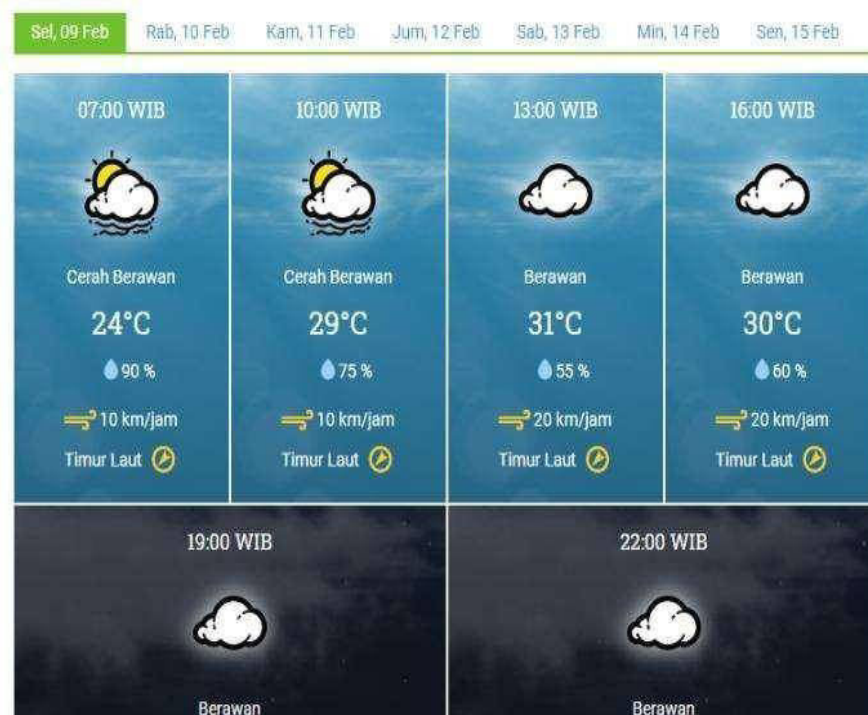 Sel, 09 Feb Rab, 10 Feb Kam, 11 Feb Jum, 12 Feb Sab, 13 Feb Min, 14 Feb Sen, 15 Feb
07:00 WIB 10:00 WIB 13:00 WIB 16:00 WIB
Cerah Berawan Cerah Berawan Berawan Berawan
24°C 29°C 31°C 30°C
90 % 75 % 55 % 60 %
10 km/jam 10 km/jam 20 km/jam 20 km/jam
Timur Laut Timur Laut Timur Laut Timur Laut
19:00 WIB 22:00 WIB
Berawan Berawan